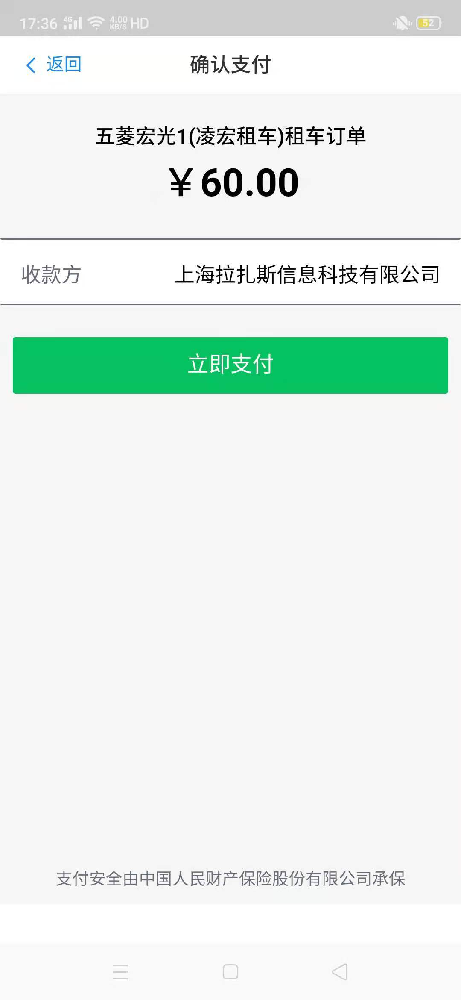 17:36 4G 4.00 KB/S HD 52
返回 确认支付
五菱宏光1(凌宏租车)租车订单
￥60.00
收款方 上海拉扎斯信息科技有限公司
立即支付
支付安全由中国人民财产保险股份有限公司承保